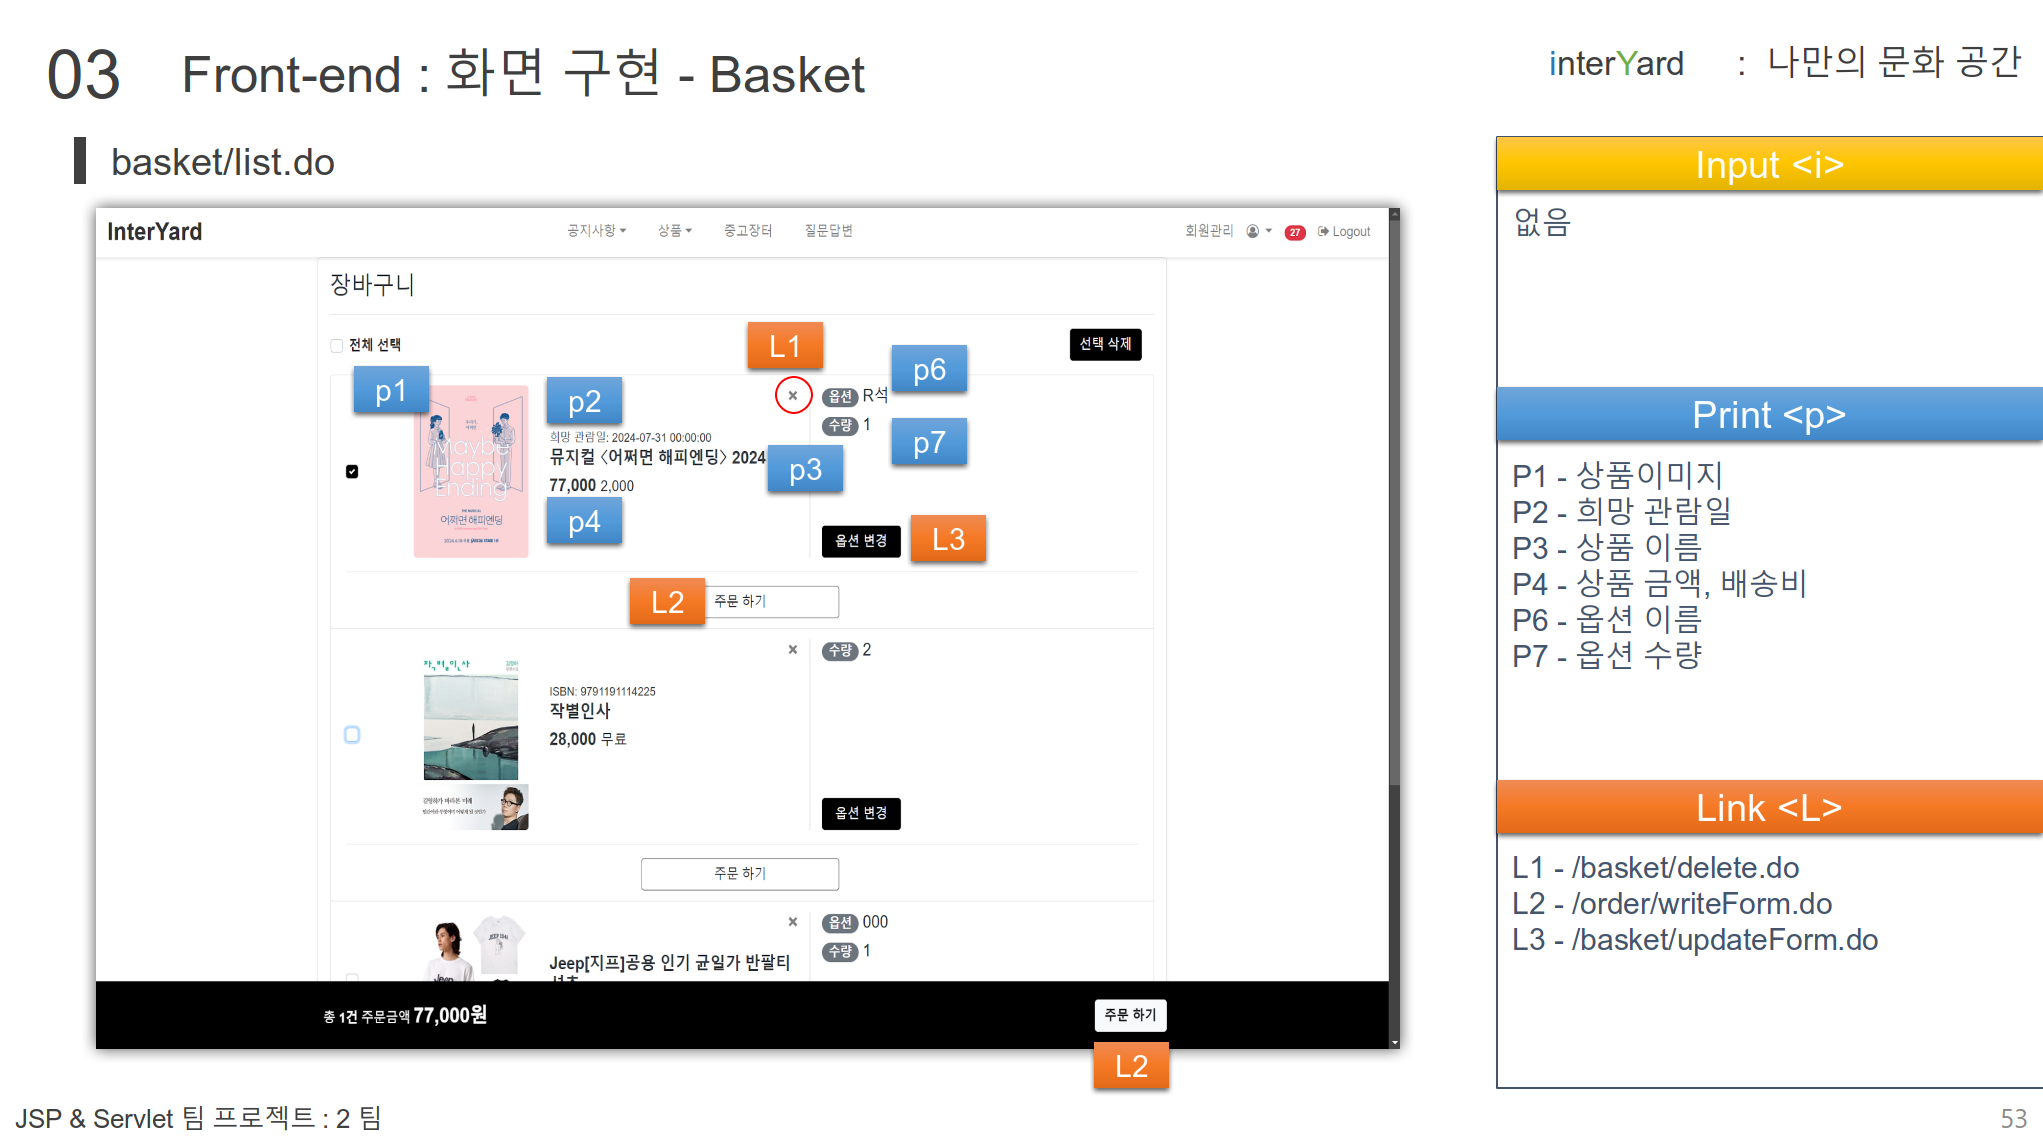 03 Front-end : 화면 구현 - Basket
interYard : 나만의 문화 공간
basket/list.do
InterYard 공지사항 상품 중고장터 질문답변 회원관리 27 Logout
장바구니
전체 선택 선택 삭제
L1
p1
p2
p6
옵션 R석
수량 1
p7
희망 관람일: 2024-07-31 00:00:00
뮤지컬 〈어쩌면 해피엔딩〉 2024
p3
77,000 2,000
p4
Maybe
Happy
Ending
어쩌면 해피엔딩
옵션 변경 L3
L2 주문 하기
작별인사
수량 2
ISBN: 9791191114225
작별인사
28,000 무료
옵션 변경
주문 하기
옵션 000
수량 1
Jeep[지프]공용 인기 균일가 반팔티
총 1건 주문금액 77,000원 주문 하기
L2
Input <i>
없음
Print <p>
P1 - 상품이미지
P2 - 희망 관람일
P3 - 상품 이름
P4 - 상품 금액, 배송비
P6 - 옵션 이름
P7 - 옵션 수량
Link <L>
L1 - /basket/delete.do
L2 - /order/writeForm.do
L3 - /basket/updateForm.do
JSP & Servlet 팀 프로젝트 : 2 팀
53